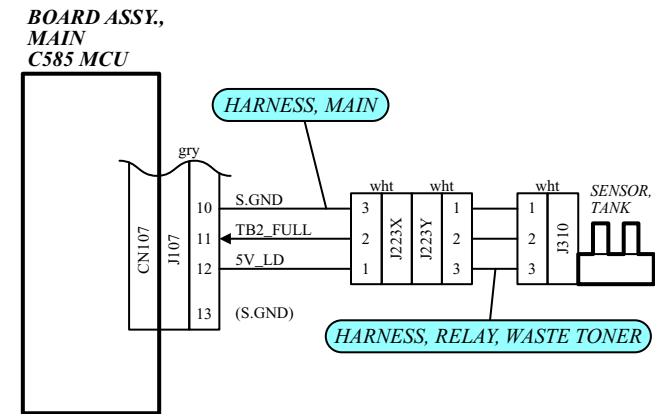 BOARD ASSY.,
MAIN
C585 MCU
HARNESS, MAIN
gry
wht
wht
wht
SENSOR,
TANK
CN107
J107
10
S.GND
11
TB2_FULL
12
5V_LD
13
(S.GND)
3
2
1
J223X
J223Y
1
2
3
1
2
3
J310
HARNESS, RELAY, WASTE TONER